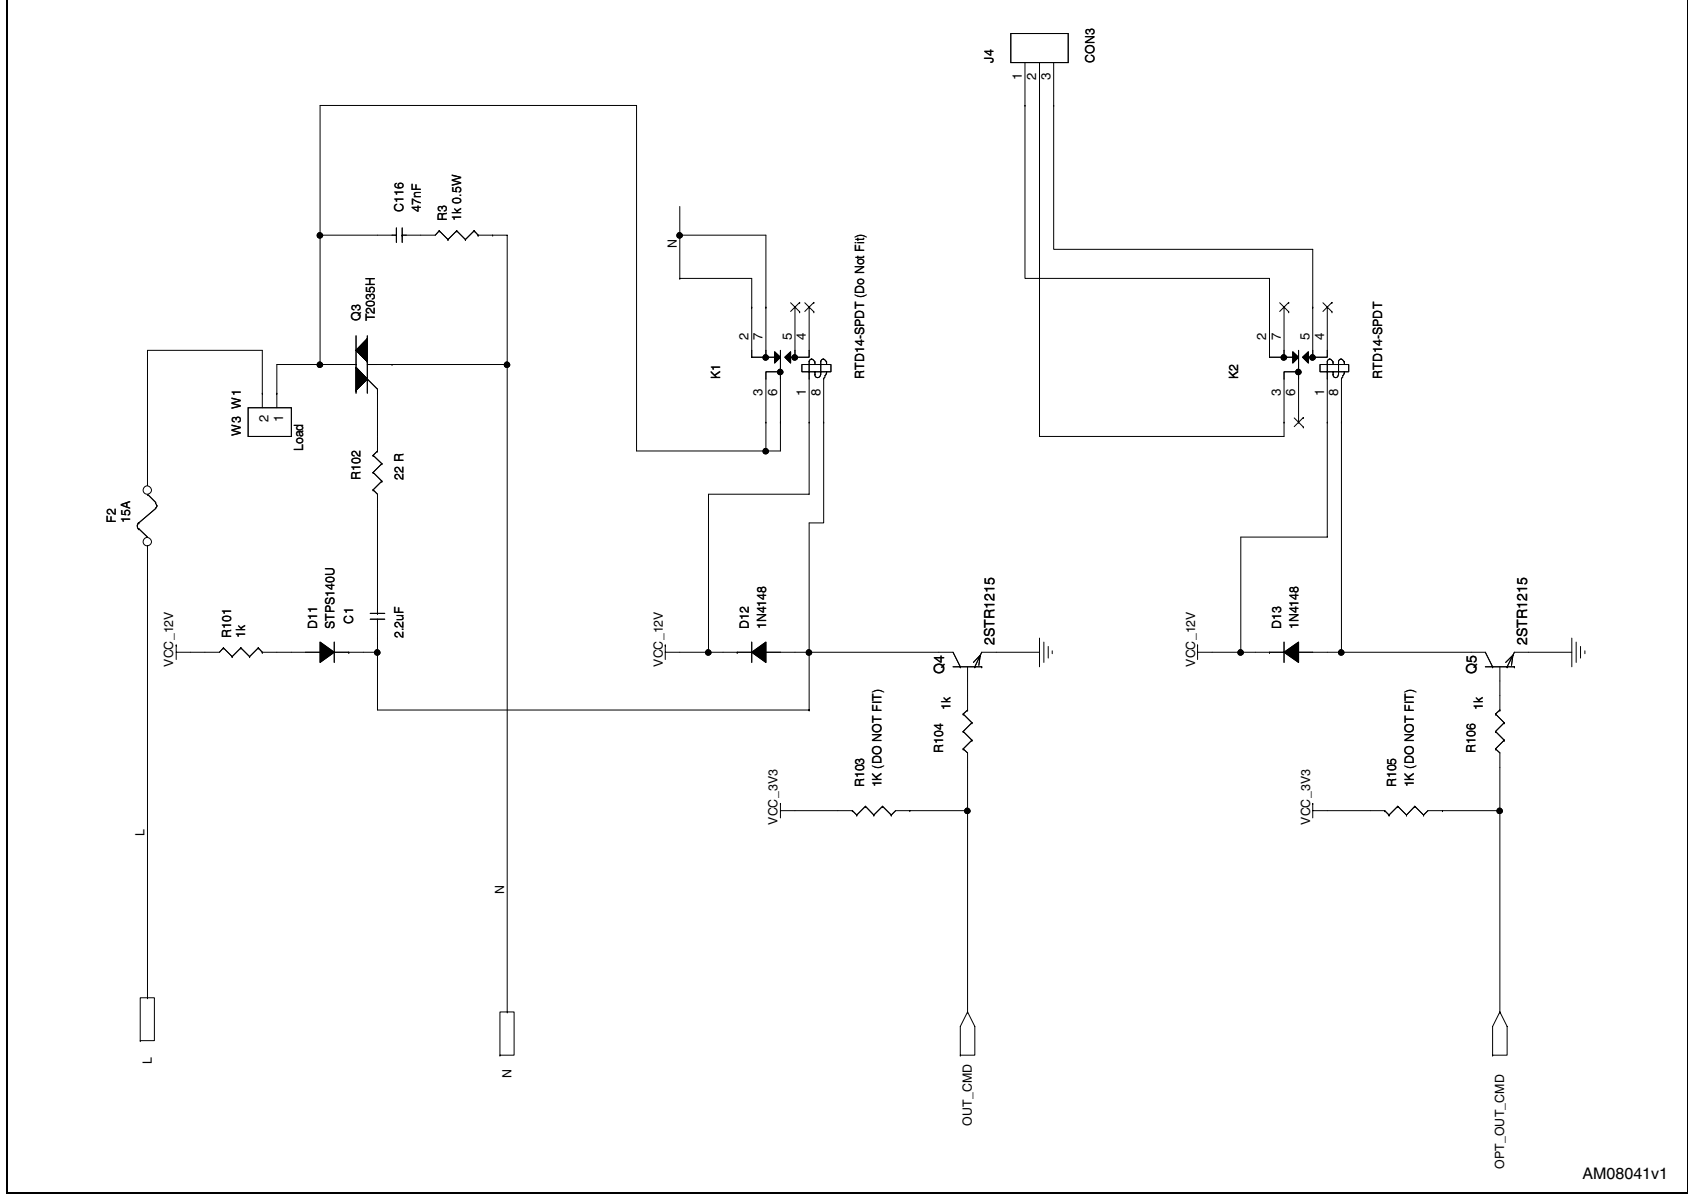 J4
CON3
1
2
3
C116
47nF
R3
1k 0.5W
Q3
T2035H
W3 W1
2
1
Load
F2
15A
R102
22 R
VCC_12V
R101
1k
D11
STPS140U
C1
2.2uF
L
N
L
N
N
K1
2
7
5
4
3
6
1
8
RTD14-SPDT (Do Not Fit)
VCC_12V
D12
1N4148
Q4
2STR1215
R104
1k
VCC_3V3
R103
1K (DO NOT FIT)
OUT_CMD
K2
2
7
5
4
3
6
1
8
RTD14-SPDT
VCC_12V
D13
1N4148
Q5
2STR1215
R106
1k
VCC_3V3
R105
1K (DO NOT FIT)
OPT_OUT_CMD
AM08041v1